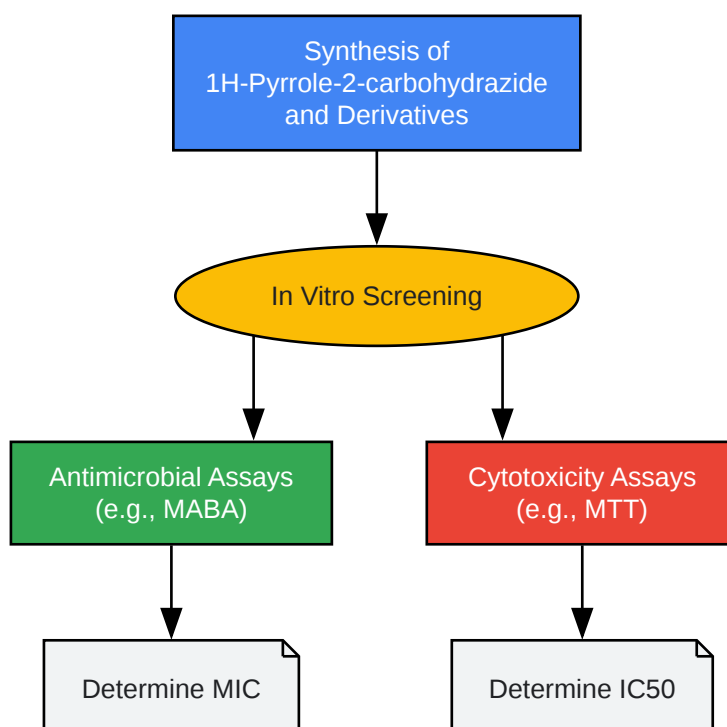 Synthesis of
1H-Pyrrole-2-carbohydrazide
and Derivatives
In Vitro Screening
Antimicrobial Assays
(e.g., MABA)
Cytotoxicity Assays
(e.g., MTT)
Determine MIC
Determine IC50